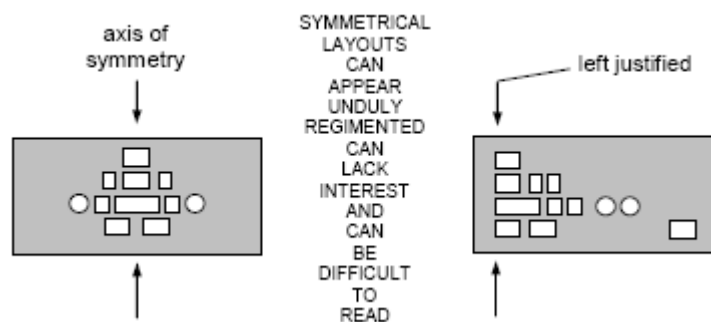 axis of
symmetry
SYMMETRICAL
LAYOUTS
CAN
APPEAR
UNDULY
REGIMENTED
CAN
LACK
INTEREST
AND
CAN
BE
DIFFICULT
TO
READ
left justified